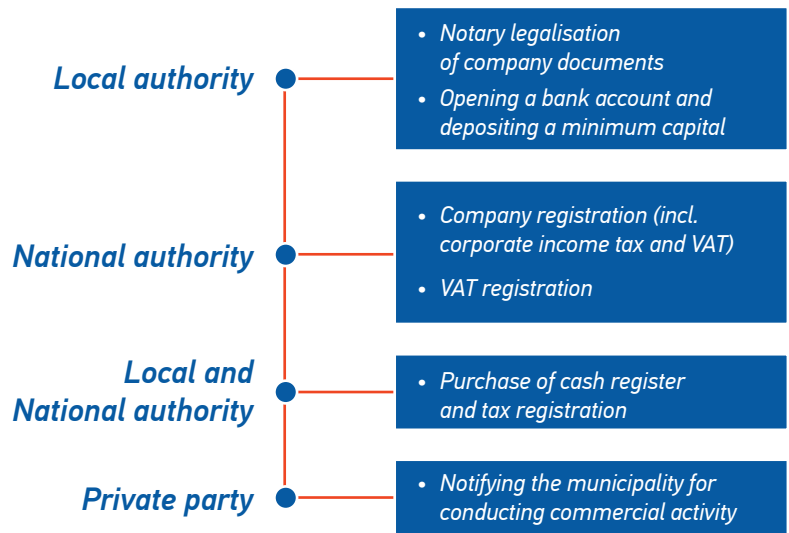 Local authority
• Notary legalisation
of company documents
• Opening a bank account and
depositing a minimum capital
National authority
• Company registration (incl.
corporate income tax and VAT)
• VAT registration
Local and
National authority
• Purchase of cash register
and tax registration
Private party
• Notifying the municipality for
conducting commercial activity